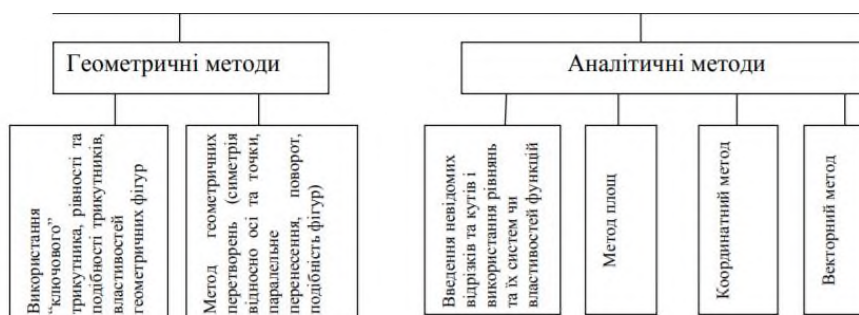 Геометричні методи
Аналітичні методи
Використання
“ключового”
трикутника, рівності та
подібності трикутників,
властивостей
геометричних фігур
Метод геометричних
перетворень (симетрія
відносно осі та точки,
паралельне
перенесення, поворот,
подібність фігур)
Введення невідомих
відрізків та кутів і
використання рівнянь
та їх систем чи
властивостей функцій
Метод площ
Координатний метод
Векторний метод